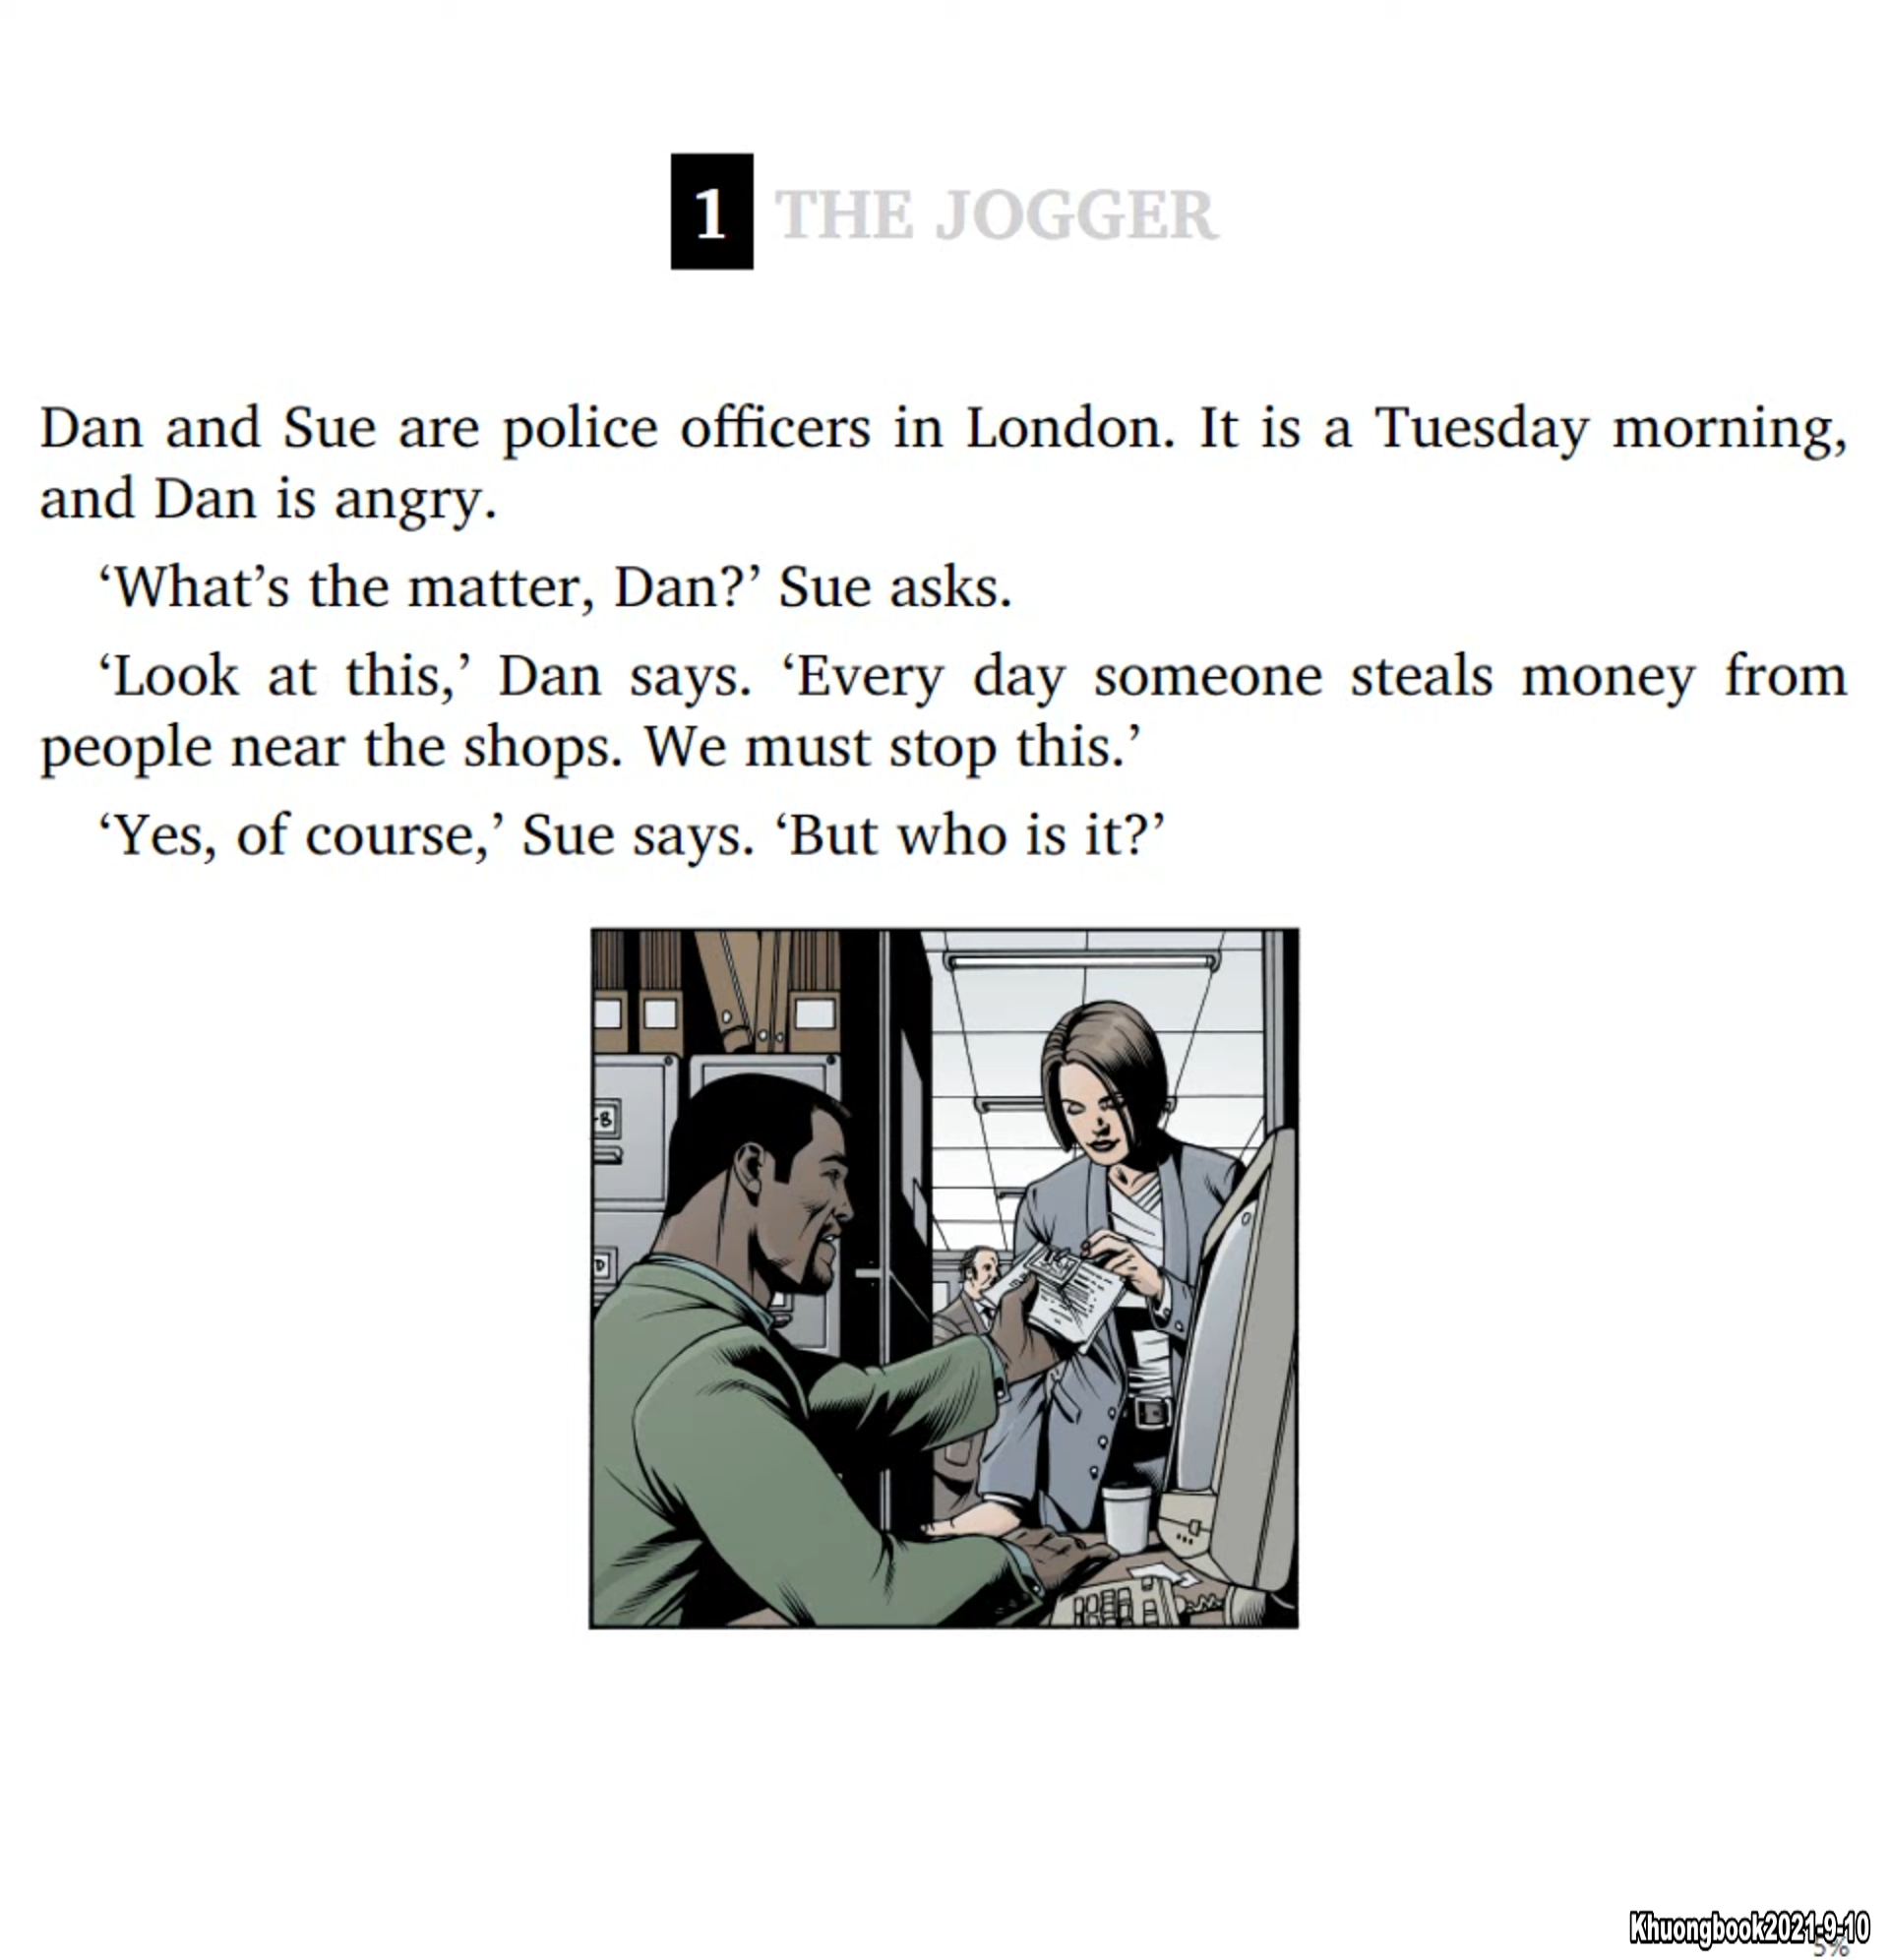 1 THE JOGGER
Dan and Sue are police officers in London. It is a Tuesday morning,
and Dan is angry.
‘What’s the matter, Dan?’ Sue asks.
‘Look at this,’ Dan says. ‘Every day someone steals money from
people near the shops. We must stop this.’
‘Yes, of course,’ Sue says. ‘But who is it?’
-B
D
Khuongbook2021-9-10
5%